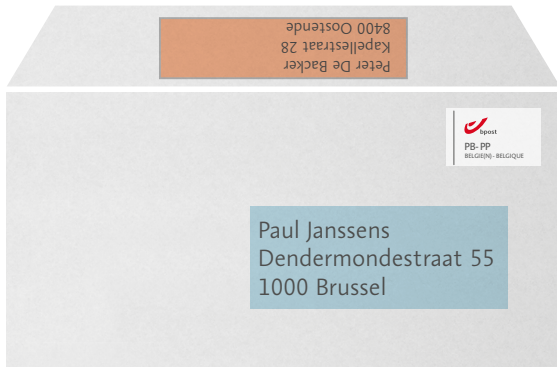 Peter De Backer
Kapellestraat 28
8400 Oostende
bpost
PB- PP
BELGIE(N) - BELGIQUE
Paul Janssens
Dendermondestraat 55
1000 Brussel